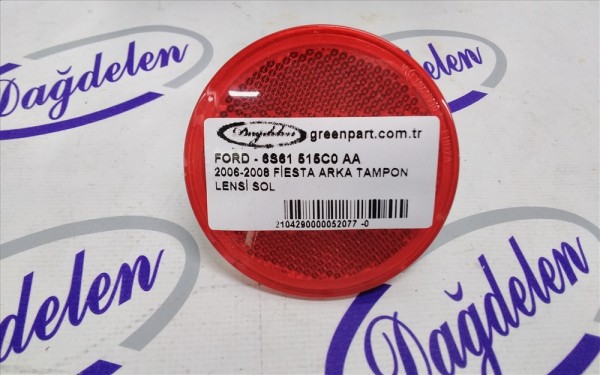 Dağdelen
Dağdelen
Dağdelen greenpart.com.tr
FORD - 6S61 515C0 AA
2006-2008 FİESTA ARKA TAMPON
LENSİ SOL
2104290000052077 -0
Dağdelen
Dağdelen